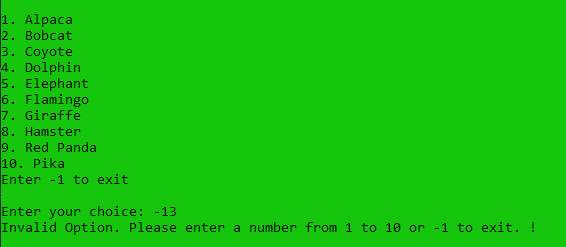 1. Alpaca
2. Bobcat
3. Coyote
4. Dolphin
5. Elephant
6. Flamingo
7. Giraffe
8. Hamster
9. Red Panda
10. Pika
Enter -1 to exit
Enter your choice: -13
Invalid Option. Please enter a number from 1 to 10 or -1 to exit. !